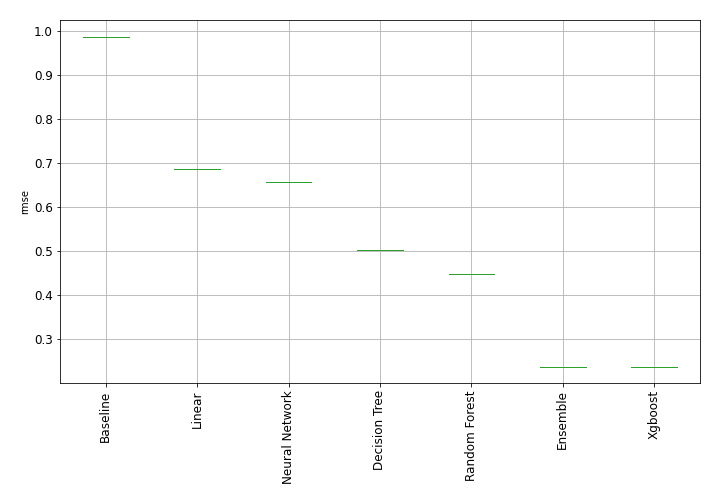 1.0
0.9
0.8
0.7
0.6
0.5
0.4
0.3
rmse
Baseline
Linear
Neural Network
Decision Tree
Random Forest
Ensemble
Xgboost